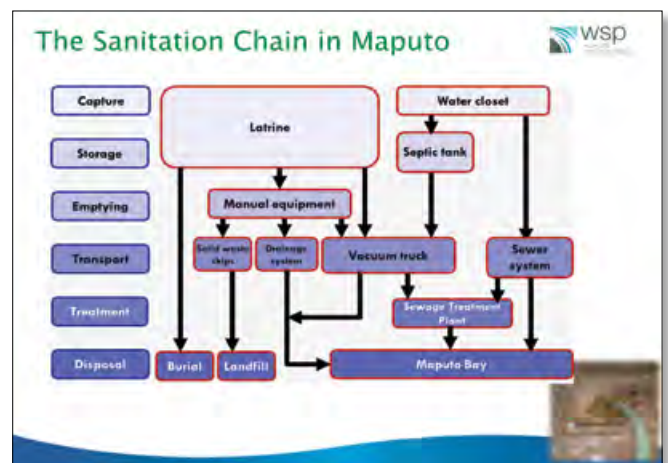 The Sanitation Chain in Maputo
wsp
Capture
Latrine
Water closet
Storage
Septic tank
Emptying
Manual equipment
Transport
Solid waste
skips
Drainage
system
Vacuum truck
Sewer
system
Treatment
Sewage Treatment
Plant
Disposal
Burial
Landfill
Maputo Bay